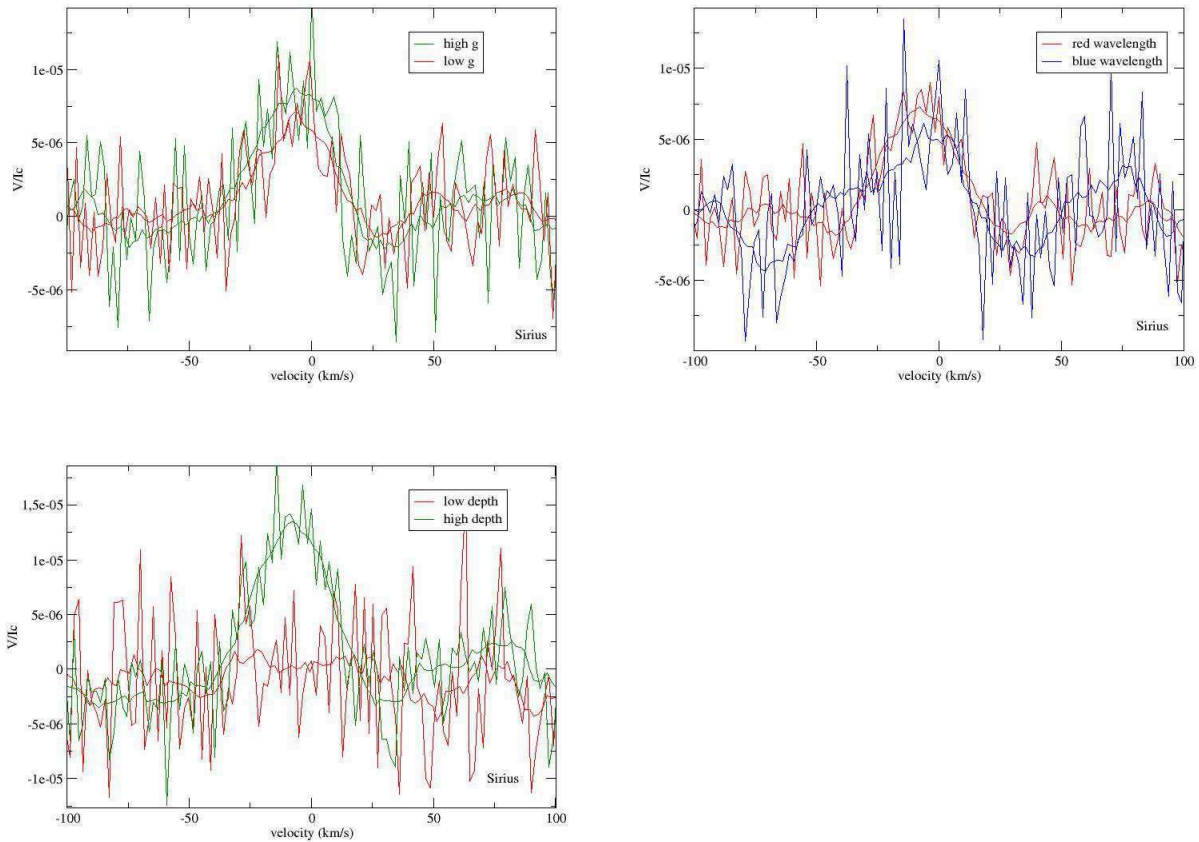 high g
low g
1e-05
5e-06
0
-5e-06
V/Ic
Sirius
-50
0
50
velocity (km/s)
red wavelength
blue wavelength
1e-05
5e-06
0
-5e-06
V/Ic
Sirius
-100
-50
0
50
100
velocity (km/s)
low depth
high depth
1,5e-05
1e-05
5e-06
0
-5e-06
-1e-05
V/Ic
Sirius
-100
-50
0
50
100
velocity (km/s)